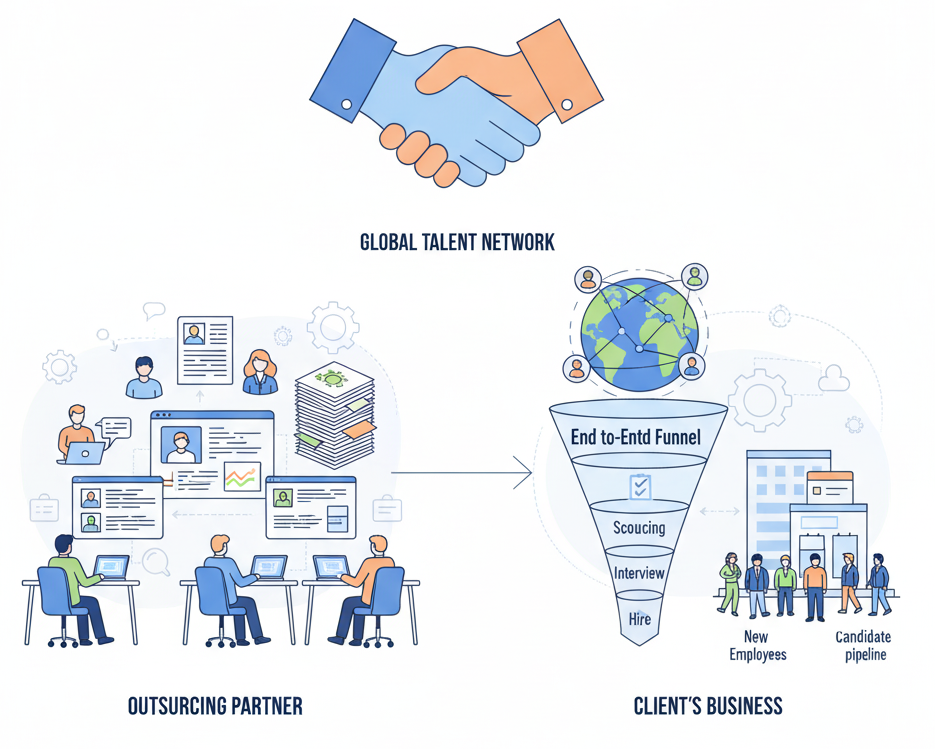 GLOBAL TALENT NETWORK
End to-Entd Funnel
Scoucing
Interview
Hire
New
Employees
Candidate
pipeline
OUTSURCING PARTNER
CLIENT'S BUSINESS